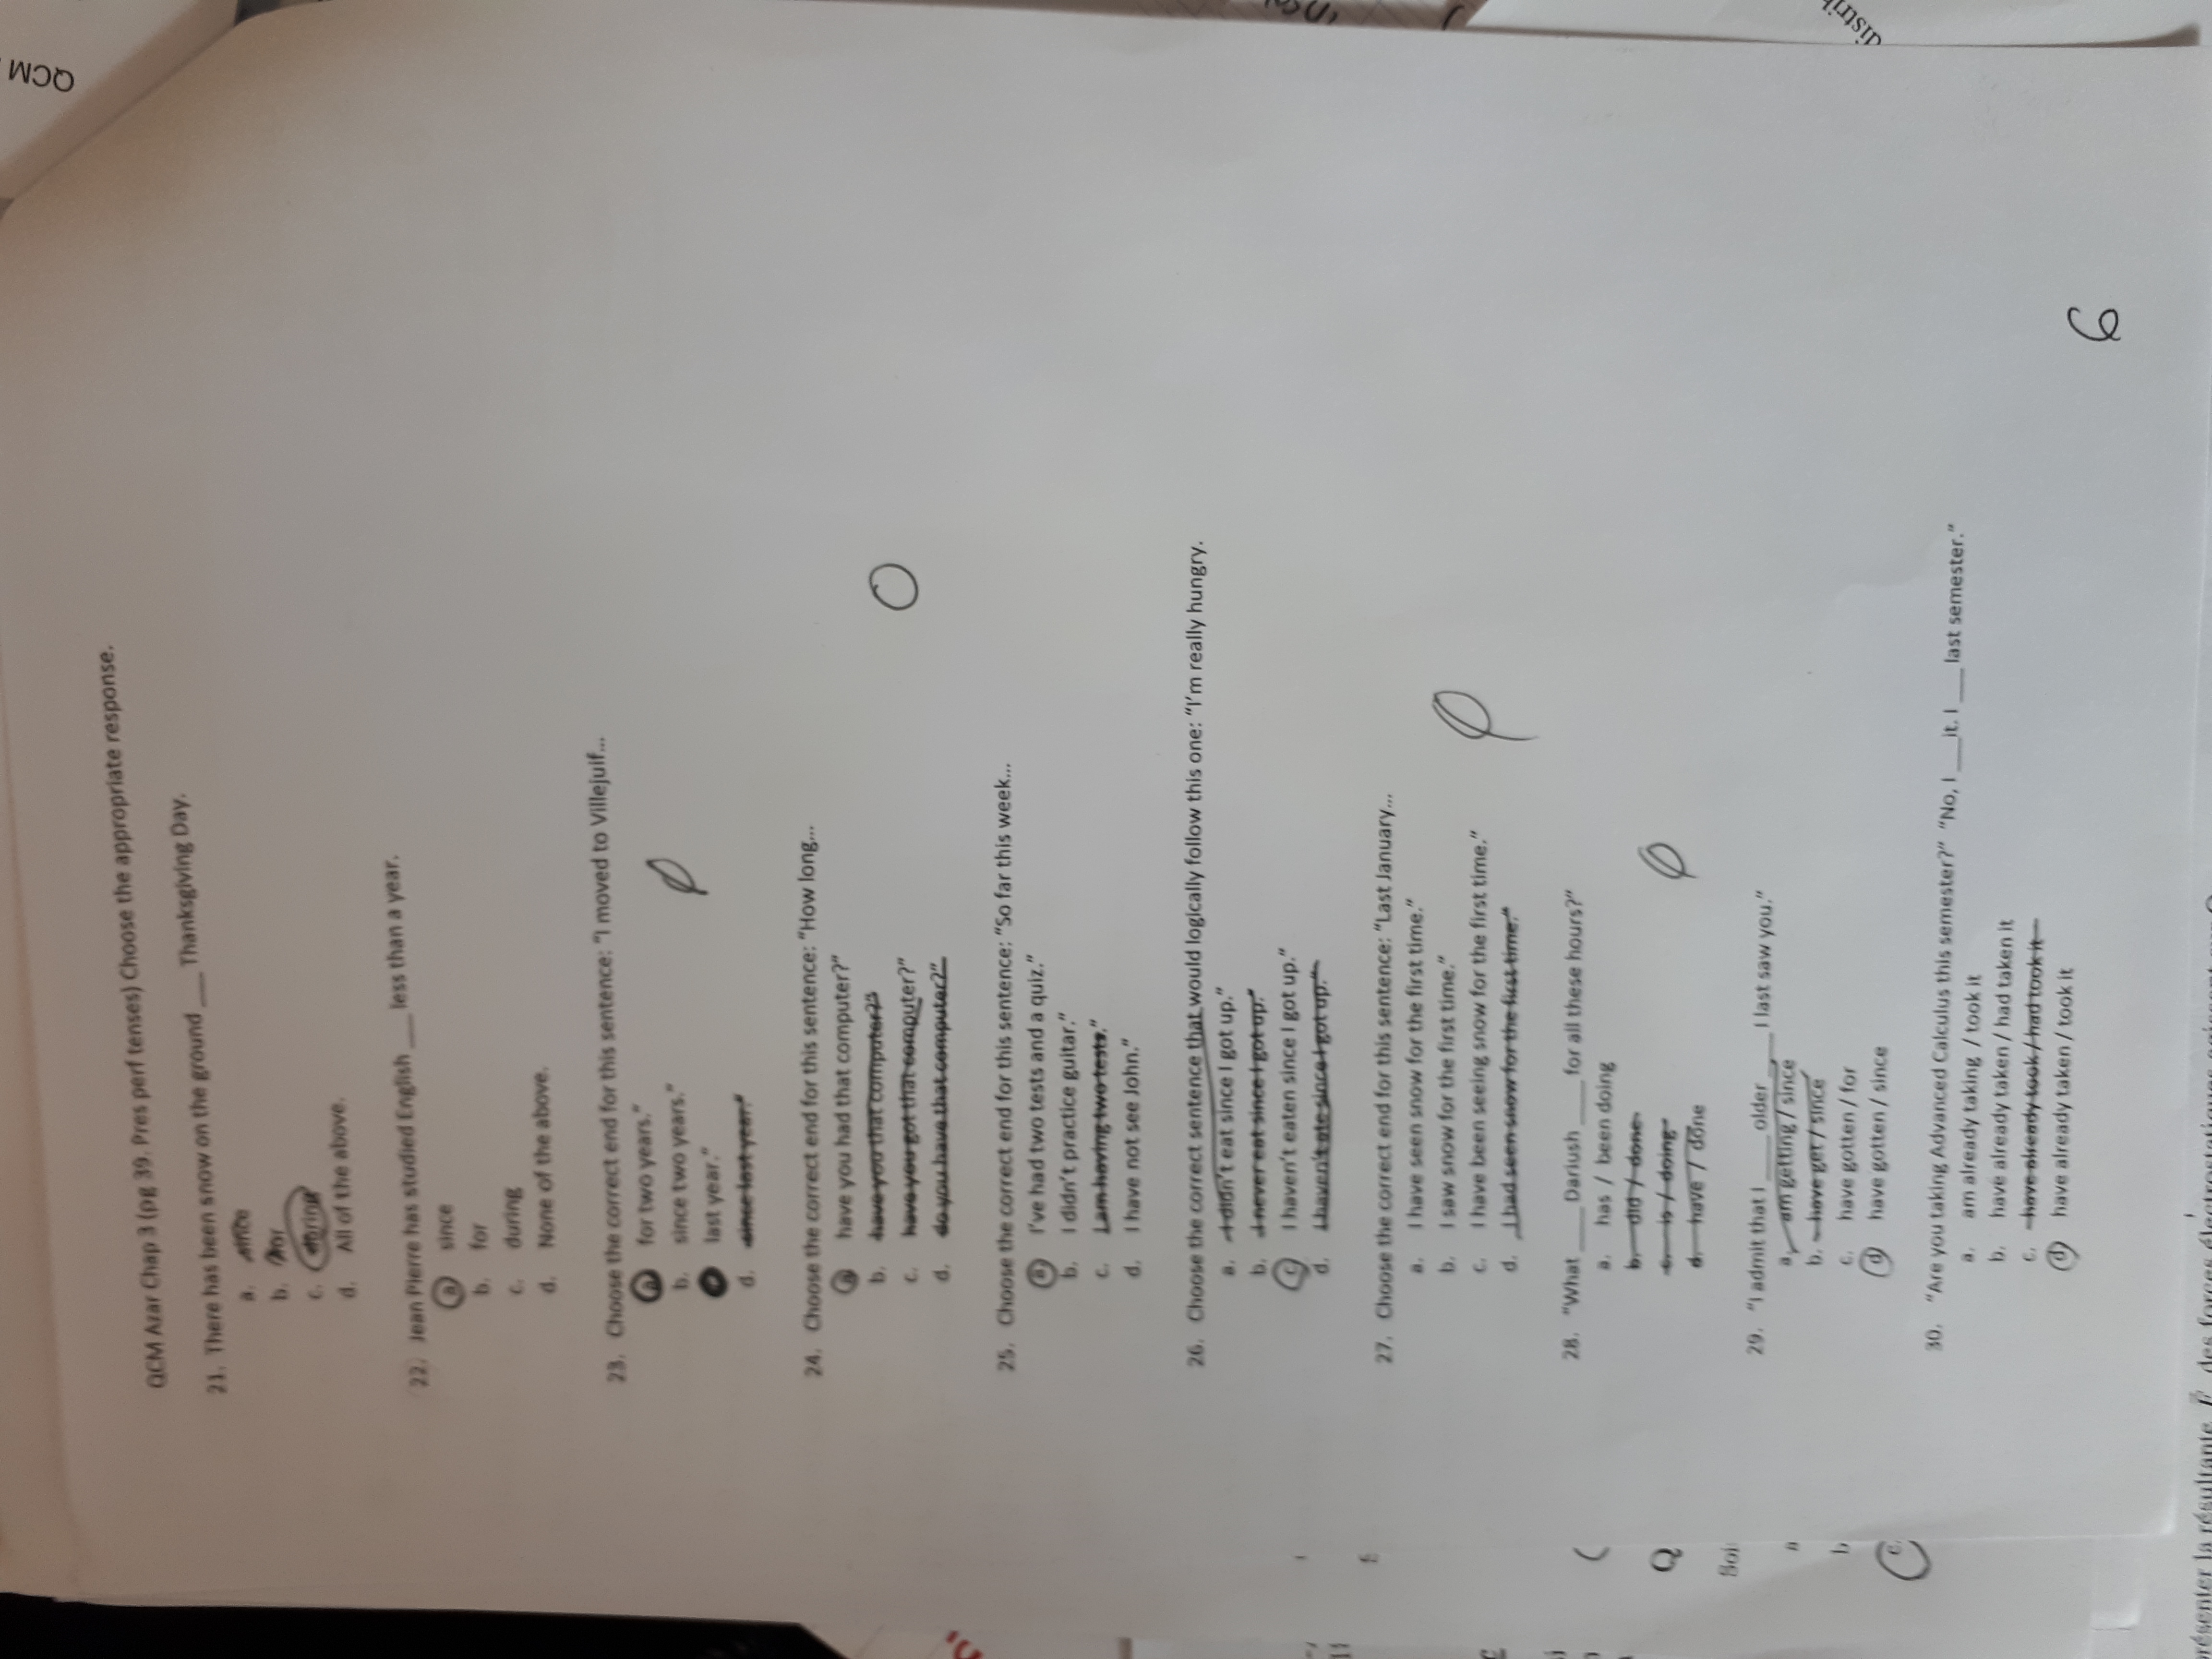 QCM Azar Chap 3 (pg 39. Pres perf tenses) Choose the appropriate response.
21. There has been snow on the ground ___ Thanksgiving Day.
a. since
b. for
c. during
d. All of the above.
22. Jean Pierre has studied English ___ less than a year.
a. since
b. for
c. during
d. None of the above.
23. Choose the correct end for this sentence: "I moved to Villejuif...
a. for two years."
b. since two years."
last year."
d. since last year."
24. Choose the correct end for this sentence: "How long...
a. have you had that computer?"
b. have you that computer?"
c. have you got that computer?"
d. do you have that computer?"
25. Choose the correct end for this sentence: "So far this week...
a. I've had two tests and a quiz."
b. I didn't practice guitar."
c. I am having two tests."
d. I have not see John."
26. Choose the correct sentence that would logically follow this one: "I'm really hungry.
a. I didn't eat since I got up."
b. I never eat since I got up."
c. I haven't eaten since I got up."
d. I haven't ate since I got up."
27. Choose the correct end for this sentence: "Last January...
a. I have seen snow for the first time."
b. I saw snow for the first time."
c. I have been seeing snow for the first time."
d. I had seen snow for the first time."
28. "What ___ Dariush ___ for all these hours?"
a. has / been doing
b. did / done
c. is / doing
d. have / done
29. "I admit that I ___ older ___ I last saw you."
a. am getting / since
b. have get / since
c. have gotten / for
d. have gotten / since
30. "Are you taking Advanced Calculus this semester?" "No, I ___it. I ___ last semester."
a. am already taking / took it
b. have already taken / had taken it
c. have already took / had took it
d. have already taken / took it
6
QCM